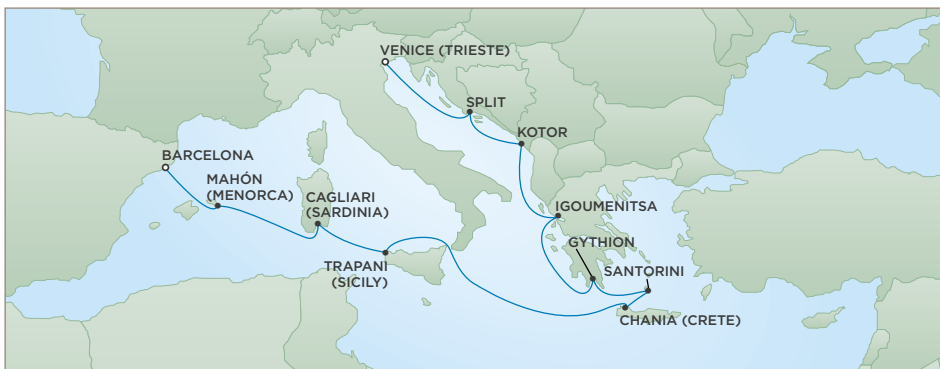 VENICE (TRIESTE)
SPLIT
KOTOR
BARCELONA
MAHÓN
(MENORCA)
CAGLIARI
(SARDINIA)
IGOUMENITSA
GYTHION
TRAPANI
(SICILY)
SANTORINI
CHANIA (CRETE)